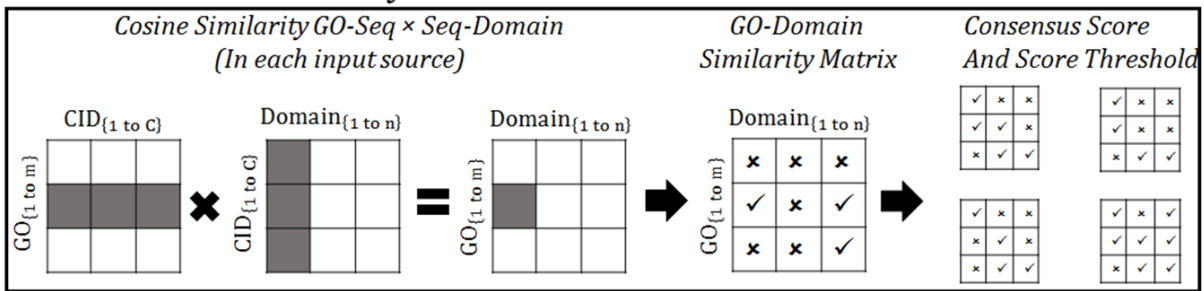 Cosine Similarity GO-Seq × Seq-Domain
(In each input source)
GO-Domain
Similarity Matrix
Consensus Score
And Score Threshold
CID{1 to C}
GO{1 to m}
Domain{1 to n}
CID{1 to C}
Domain{1 to n}
GO{1 to m}
Domain{1 to n}
GO{1 to m}